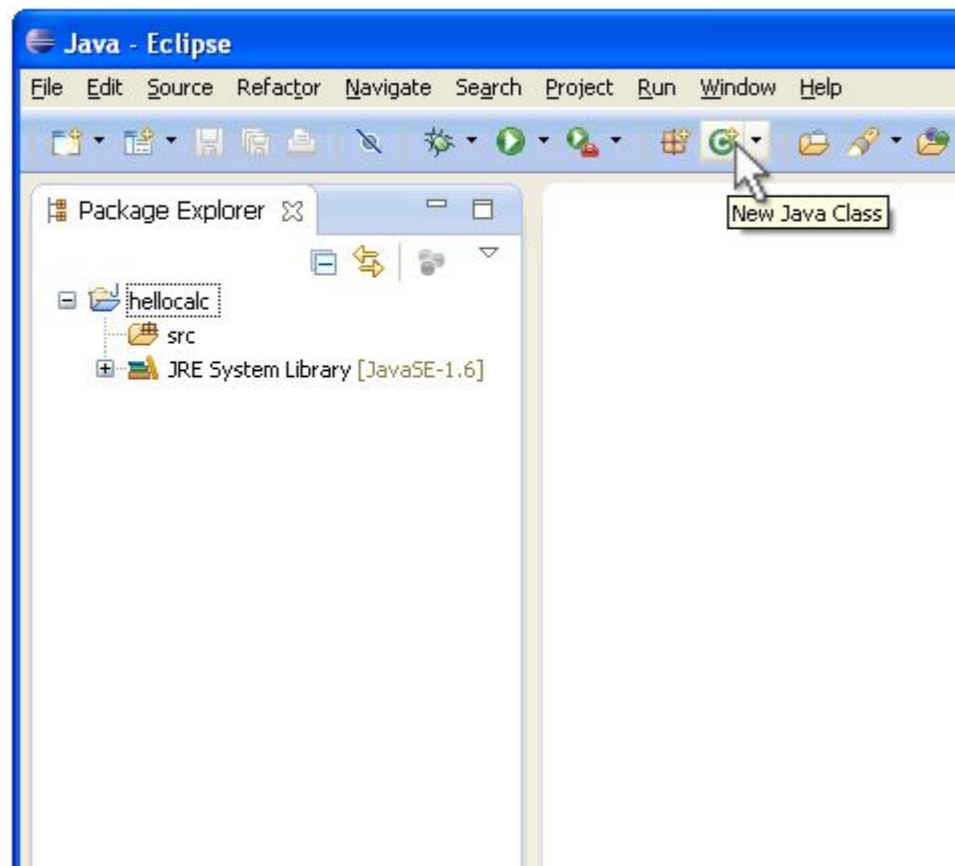 Java - Eclipse
File Edit Source Refactor Navigate Search Project Run Window Help
New Java Class
Package Explorer
hellocalc
src
JRE System Library [JavaSE-1.6]